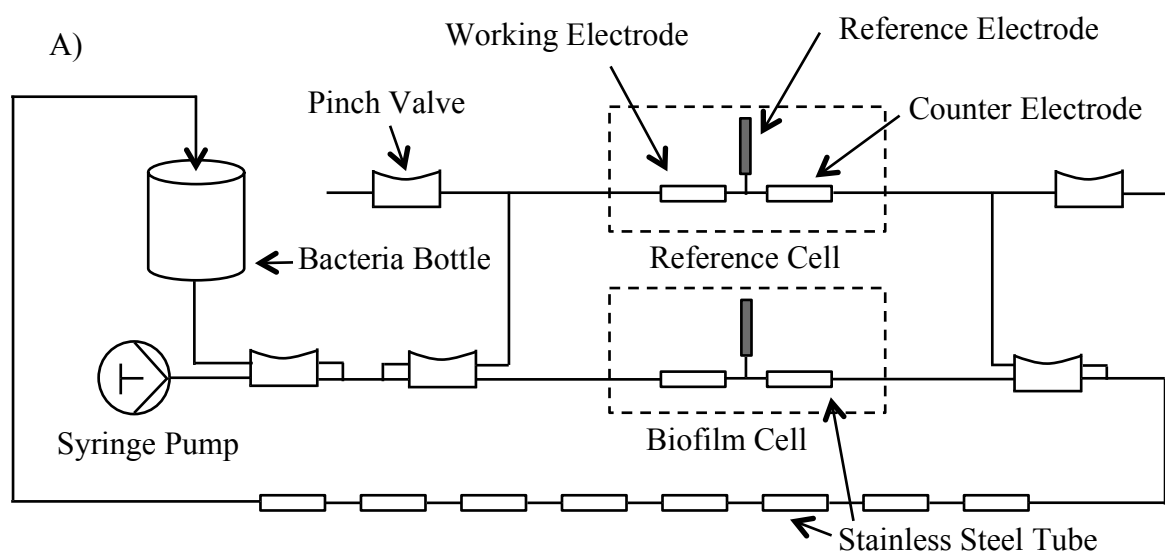 A)
Working Electrode
Reference Electrode
Pinch Valve
Counter Electrode
Bacteria Bottle
Reference Cell
Syringe Pump
Biofilm Cell
Stainless Steel Tube